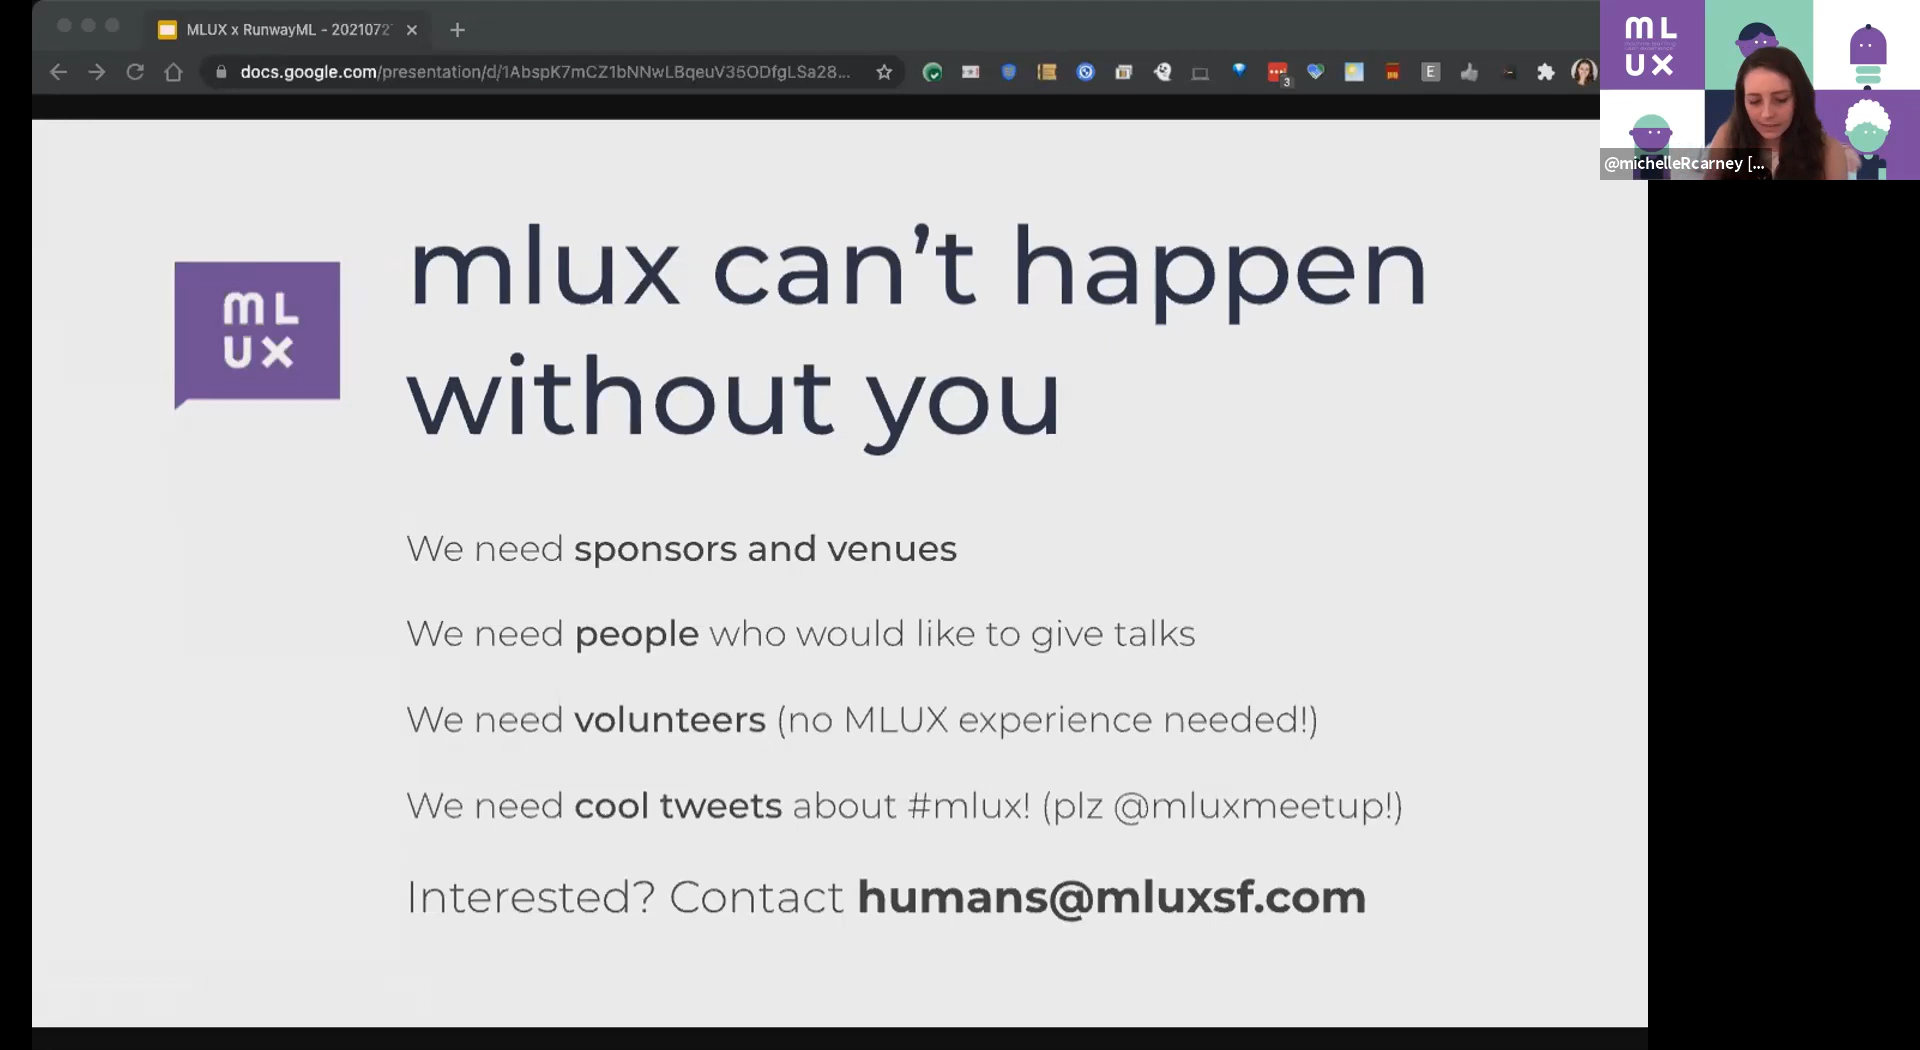 MLUX x RunwayML - 2021072
docs.google.com/presentation/d/1AbspK7mCZ1bNNwLBqeuV35ODfgLSa28...
3
E
mL
UX
@michelleRcarney [...
mL
UX
mlux can’t happen
without you
We need sponsors and venues
We need people who would like to give talks
We need volunteers (no MLUX experience needed!)
We need cool tweets about #mlux! (plz @mluxmeetup!)
Interested? Contact humans@mluxsf.com